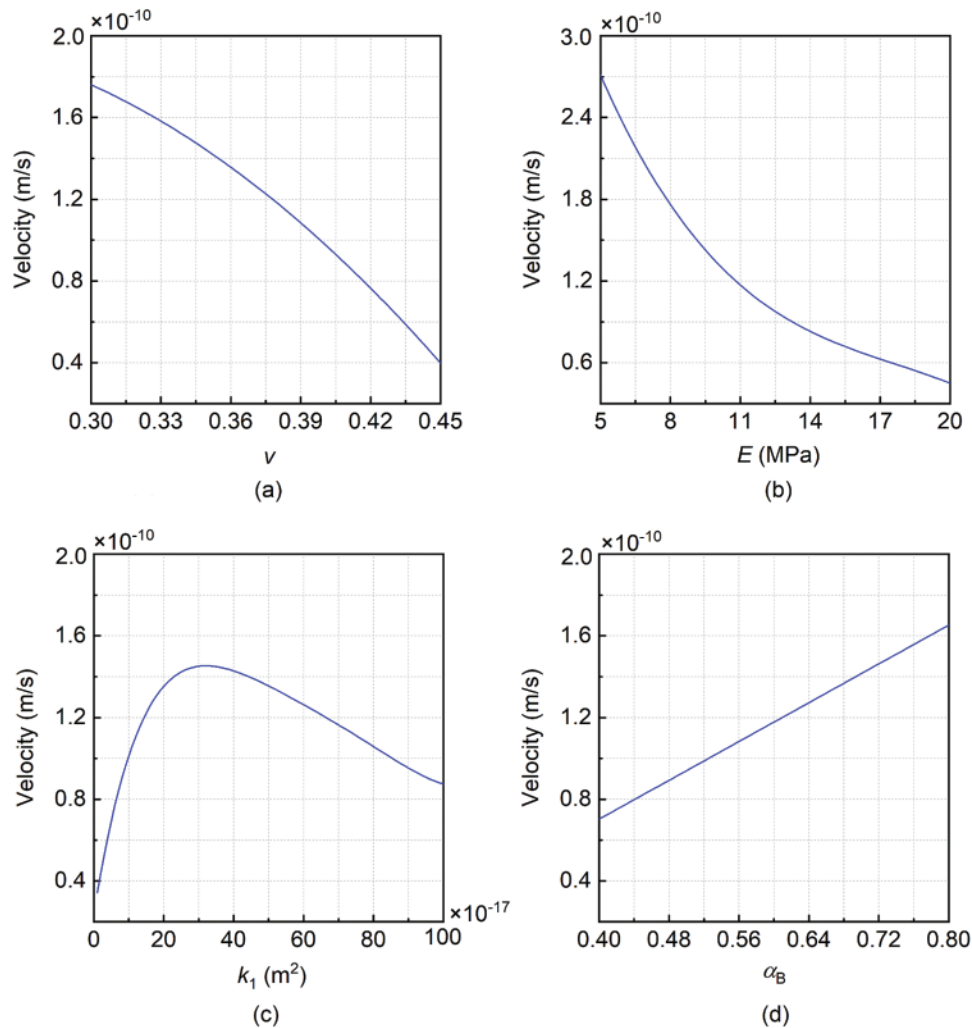 ×10⁻¹⁰
2.0
1.6
1.2
0.8
0.4
Velocity (m/s)
0.30 0.33 0.36 0.39 0.42 0.45
v
(a)
×10⁻¹⁰
3.0
2.4
1.8
1.2
0.6
Velocity (m/s)
5 8 11 14 17 20
E (MPa)
(b)
×10⁻¹⁰
2.0
1.6
1.2
0.8
0.4
Velocity (m/s)
×10⁻¹⁷
0 20 40 60 80 100
k₁ (m²)
(c)
×10⁻¹⁰
2.0
1.6
1.2
0.8
0.4
Velocity (m/s)
0.40 0.48 0.56 0.64 0.72 0.80
α_B
(d)